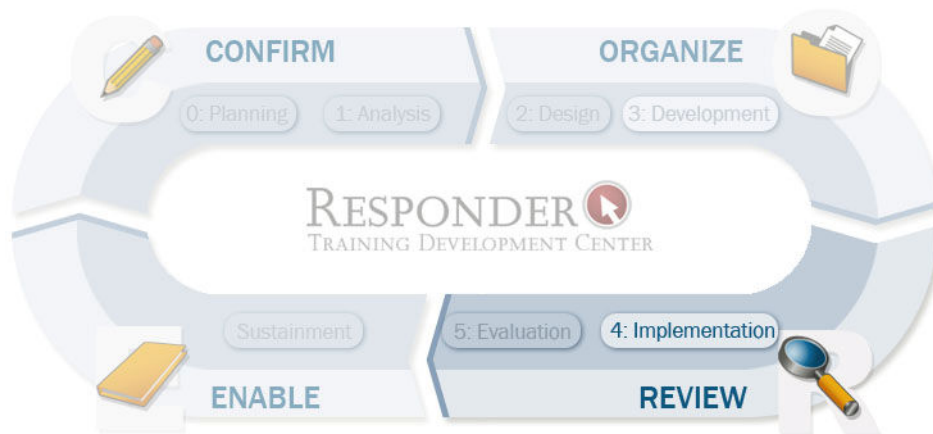 CONFIRM
ORGANIZE
0: Planning
1: Analysis
2: Design
3: Development
RESPONDER
TRAINING DEVELOPMENT CENTER
Sustainment
5: Evaluation
4: Implementation
ENABLE
REVIEW
R